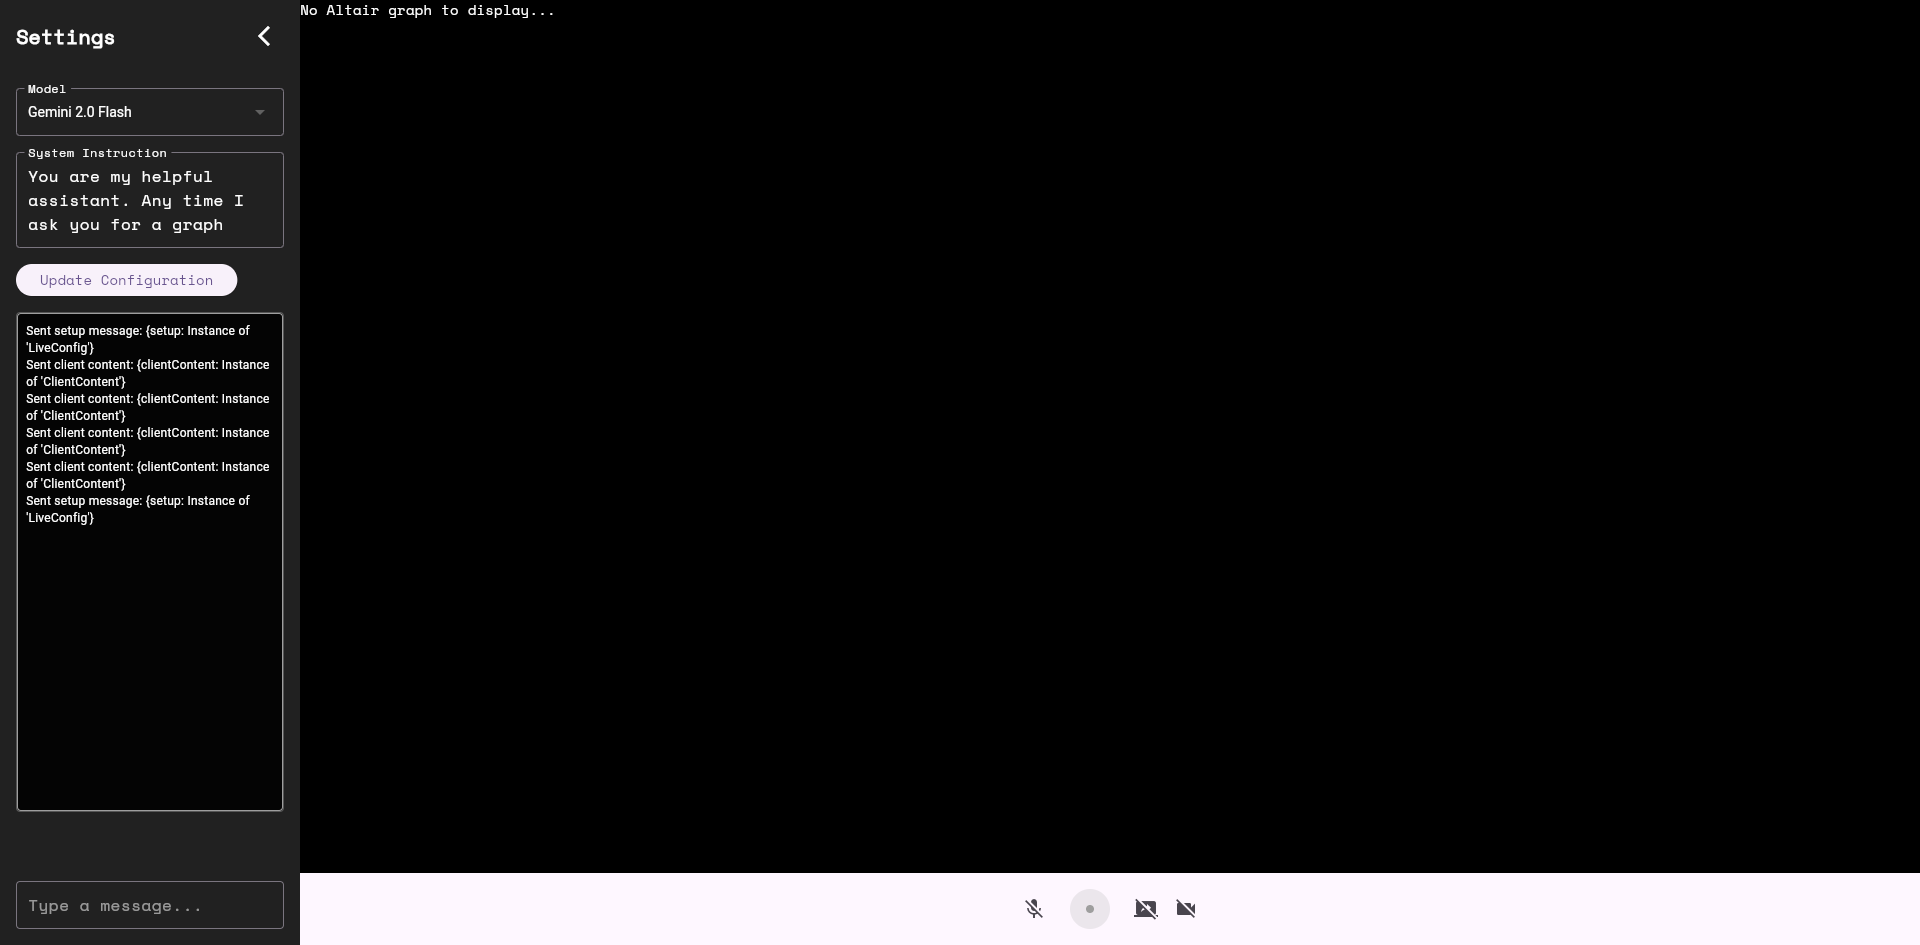 Settings
Model
Gemini 2.0 Flash
System Instruction
You are my helpful
assistant. Any time I
ask you for a graph
Update Configuration
Sent setup message: {setup: Instance of
'LiveConfig'}
Sent client content: {clientContent: Instance
of 'ClientContent'}
Sent client content: {clientContent: Instance
of 'ClientContent'}
Sent client content: {clientContent: Instance
of 'ClientContent'}
Sent client content: {clientContent: Instance
of 'ClientContent'}
Sent setup message: {setup: Instance of
'LiveConfig'}
Type a message...
No Altair graph to display...